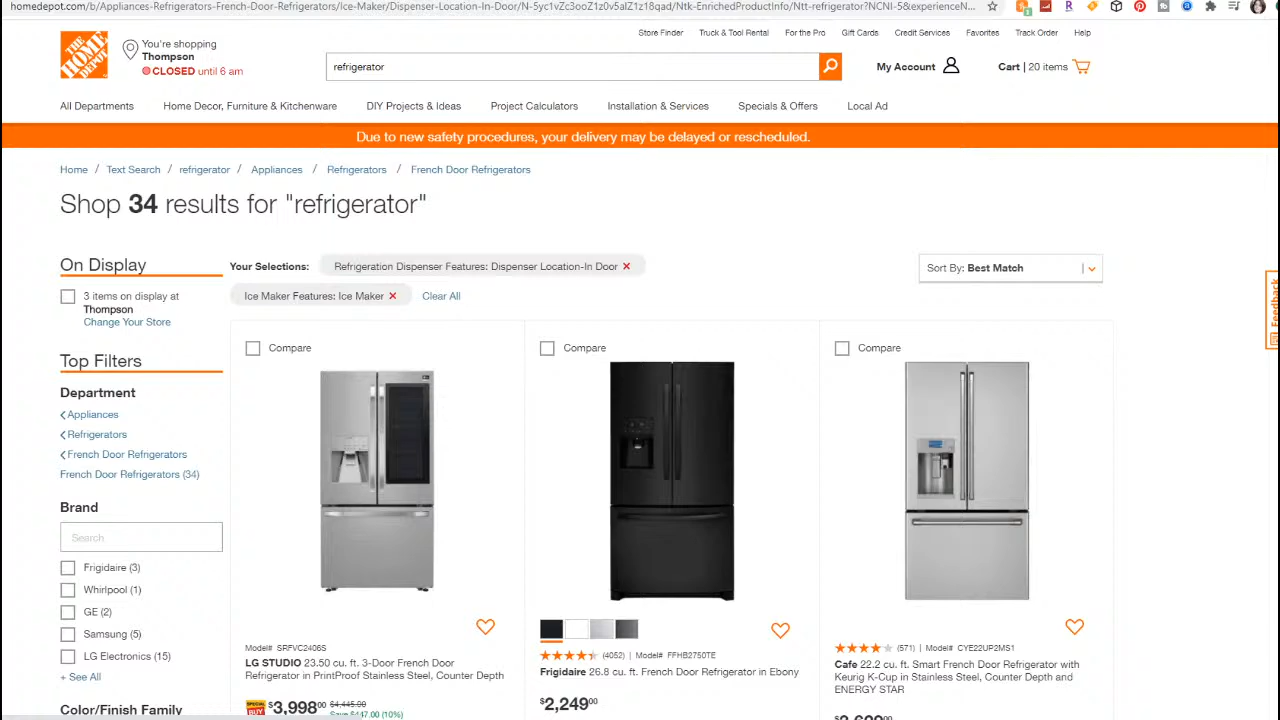 homedepot.com/b/Appliances-Refrigerators-French-Door-Refrigerators/Ice-Maker/Dispenser-Location-In-Door/N-5yc1vZc3ooZ1z0v5alZ1z18qad/Ntk-EnrichedProductInfo/Ntt-refrigerator?NCNI-5&experienceN...
Store Finder Truck & Tool Rental For the Pro Gift Cards Credit Services Favorites Track Order Help
THE HOME DEPOT
You're shopping
Thompson
CLOSED until 6 am
refrigerator
My Account
Cart | 20 items
All Departments Home Decor, Furniture & Kitchenware DIY Projects & Ideas Project Calculators Installation & Services Specials & Offers Local Ad
Due to new safety procedures, your delivery may be delayed or rescheduled.
Home / Text Search / refrigerator / Appliances / Refrigerators / French Door Refrigerators
Shop 34 results for "refrigerator"
On Display
3 items on display at
Thompson
Change Your Store
Top Filters
Department
Appliances
Refrigerators
French Door Refrigerators
French Door Refrigerators (34)
Brand
Search
Frigidaire (3)
Whirlpool (1)
GE (2)
Samsung (5)
LG Electronics (15)
+ See All
Color/Finish Family
Your Selections: Refrigeration Dispenser Features: Dispenser Location-In Door
Ice Maker Features: Ice Maker Clear All
Sort By: Best Match
Feedback
Compare
Model# SRFVC2406S
LG STUDIO 23.50 cu. ft. 3-Door French Door
Refrigerator in PrintProof Stainless Steel, Counter Depth
SPECIAL BUY $3,998.00 $4,445.00
Save $447.00 (10%)
Compare
(4052) | Model# FFHB2750TE
Frigidaire 26.8 cu. ft. French Door Refrigerator in Ebony
$2,249.00
Compare
(571) | Model# CYE22UP2MS1
Cafe 22.2 cu. ft. Smart French Door Refrigerator with
Keurig K-Cup in Stainless Steel, Counter Depth and
ENERGY STAR